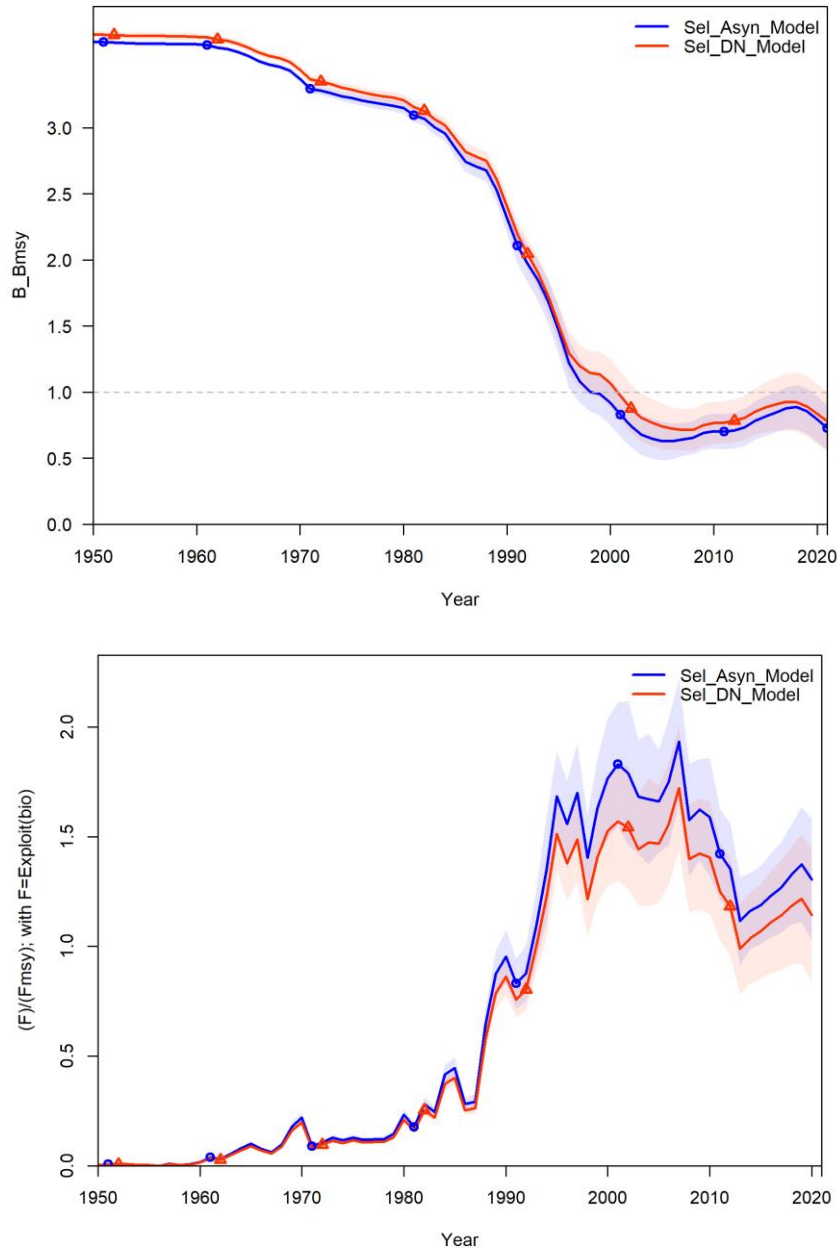 Sel_Asyn_Model
Sel_DN_Model
3.0
2.5
2.0
1.5
1.0
0.5
0.0
B_Bmsy
1950 1960 1970 1980 1990 2000 2010 2020
Year
Sel_Asyn_Model
Sel_DN_Model
2.0
1.5
1.0
0.5
0.0
(F)/(Fmsy); with F=Exploit(bio)
1950 1960 1970 1980 1990 2000 2010 2020
Year